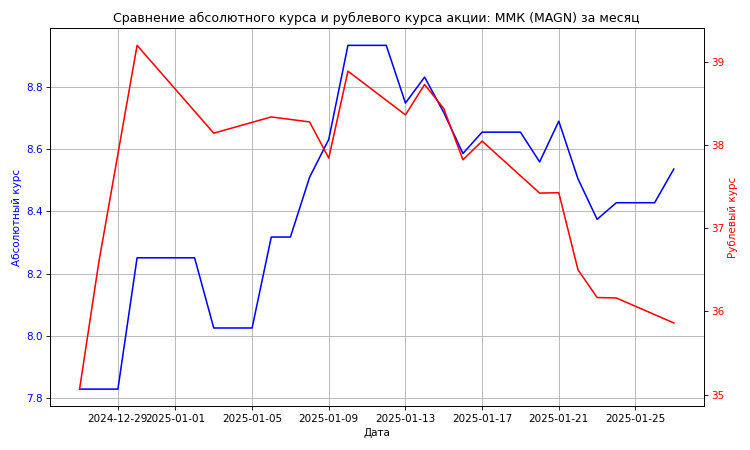 Сравнение абсолютного курса и рублевого курса акции: ММК (MAGN) за месяц
Абсолютный курс
8.8
8.6
8.4
8.2
8.0
7.8
39
38
37
36
35
Рублевый курс
2024-12-29 2025-01-01 2025-01-05 2025-01-09 2025-01-13 2025-01-17 2025-01-21 2025-01-25
Дата